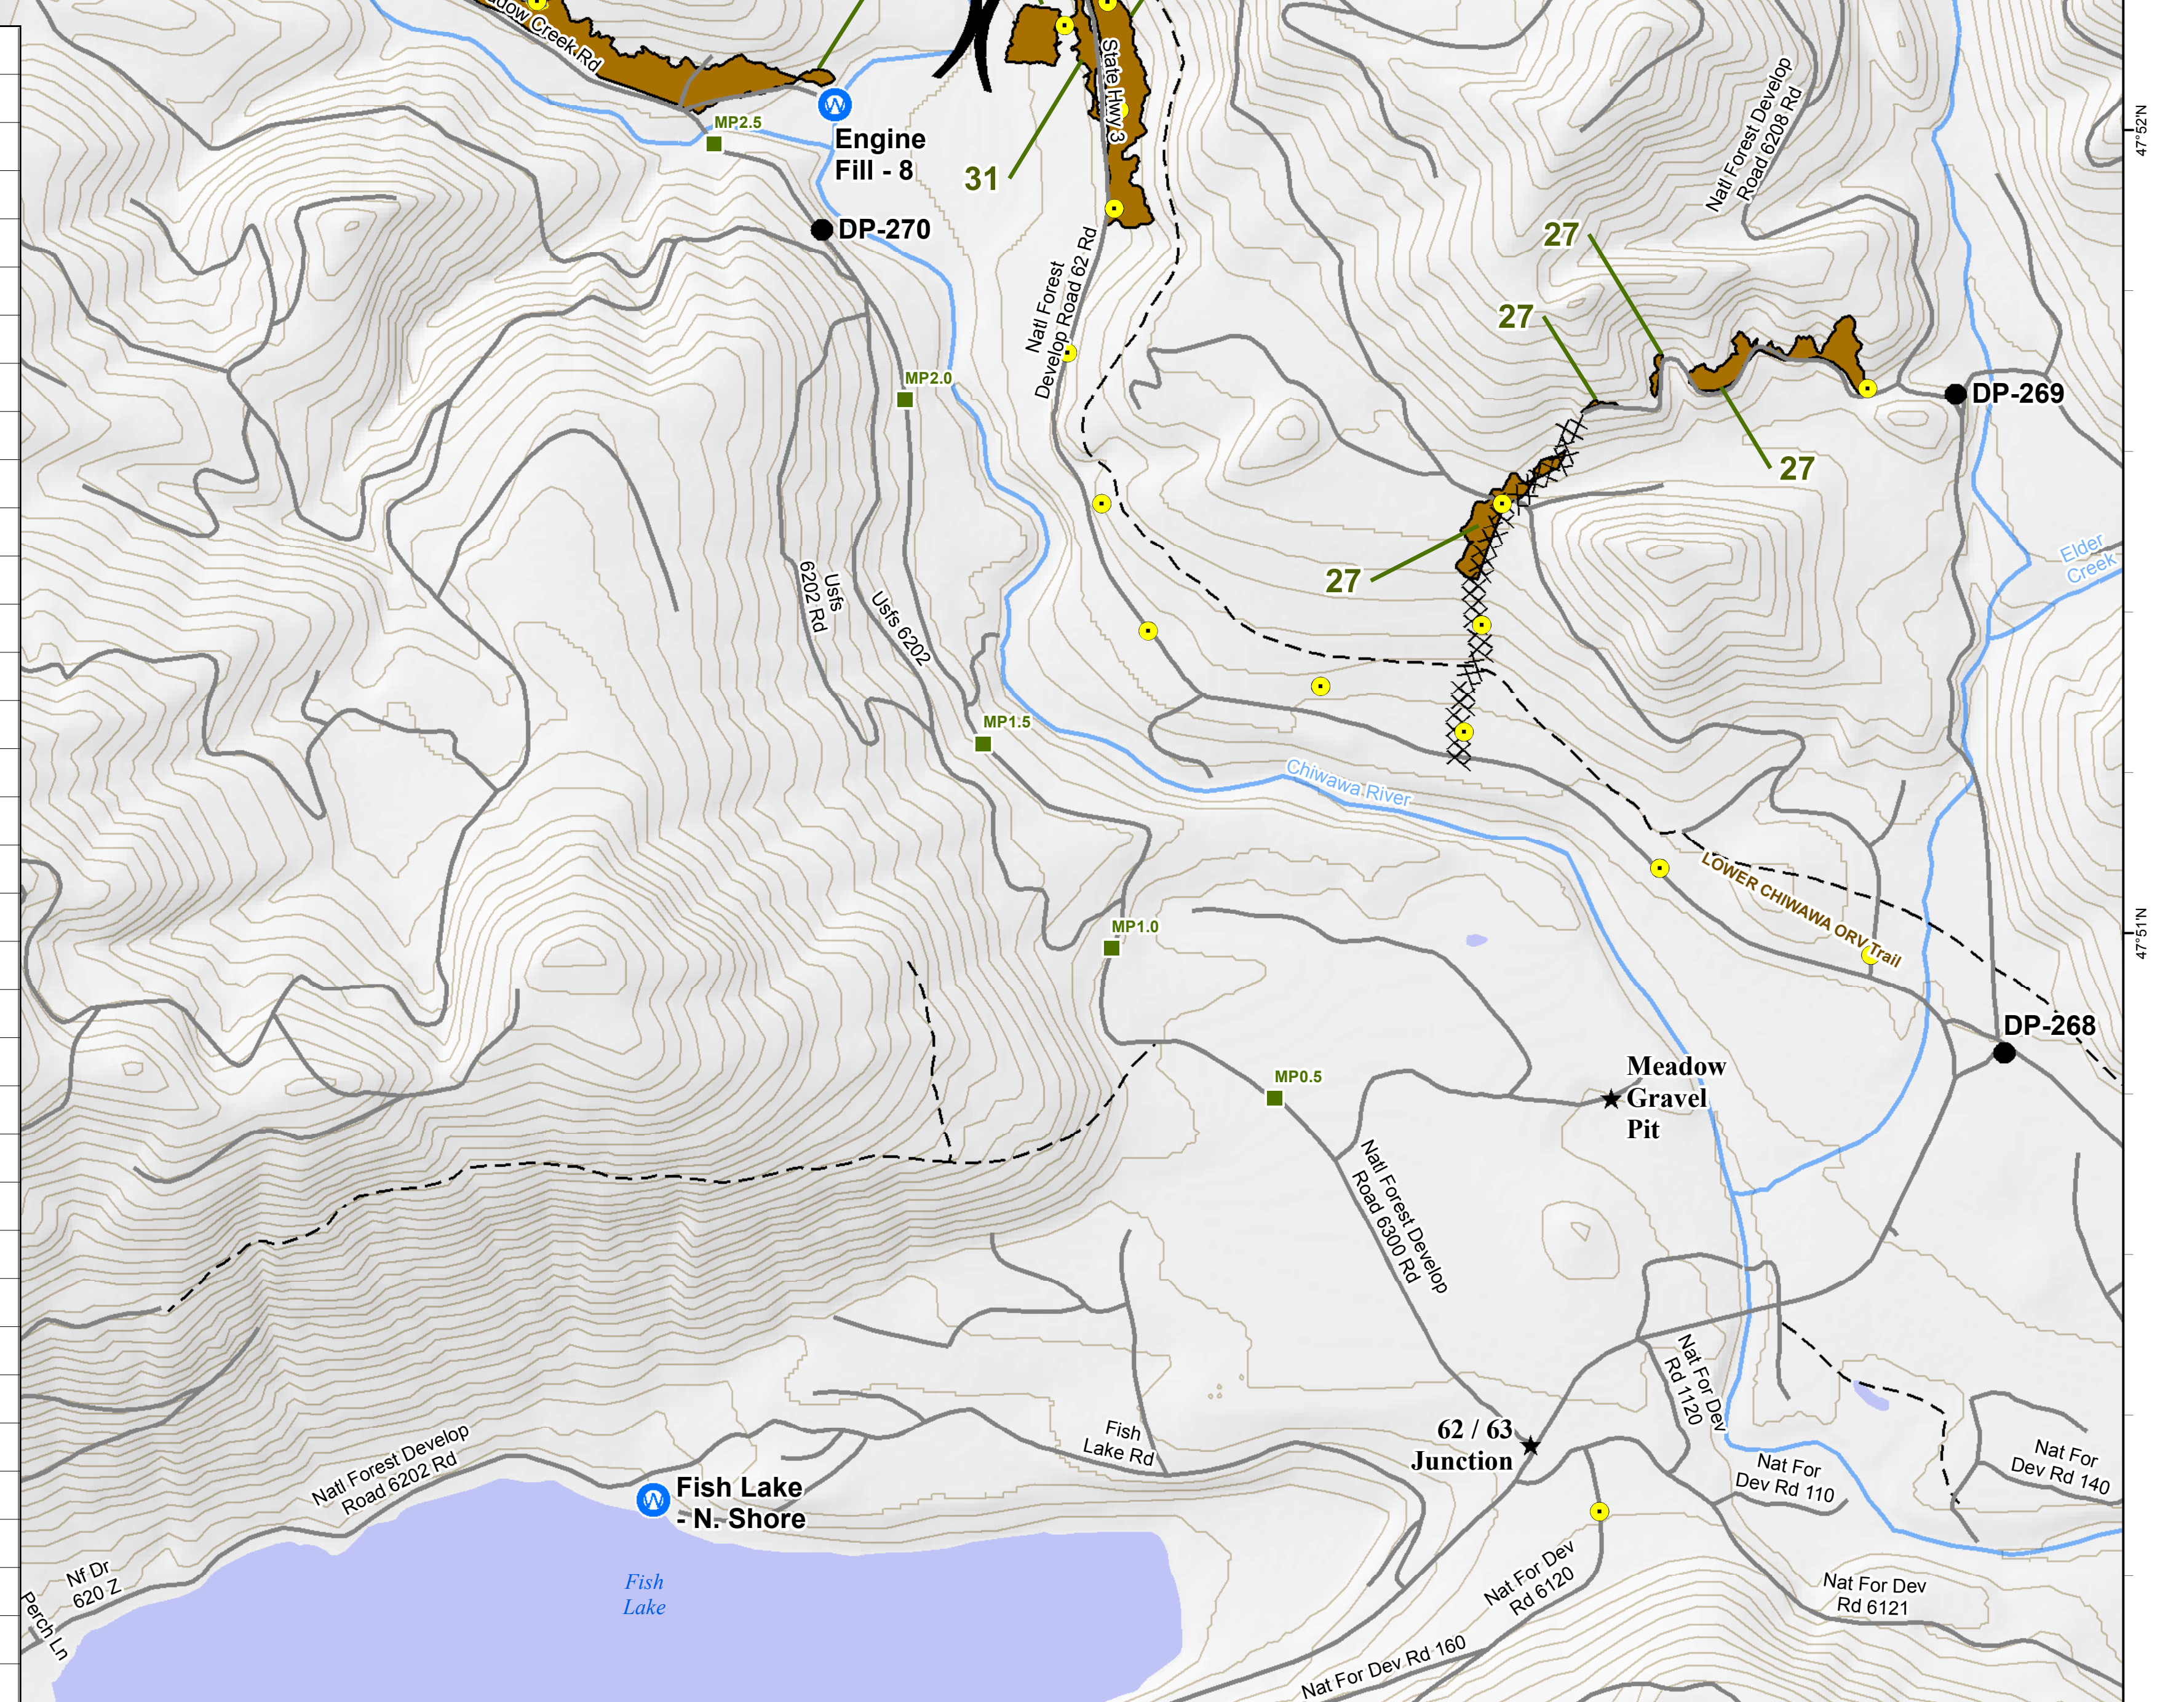 dow Creek Rd
State Hwy 3
Natl Forest Develop
Road 6208 Rd
47°52'N
MP2.5
Engine
Fill - 8
31
DP-270
27
Natl Forest
Develop Road 62 Rd
27
MP2.0
DP-269
27
Elder
Creek
27
Usfs
6202 Rd
Usfs 6202
MP1.5
Chiwawa River
LOWER CHIWAWA ORV Trail
47°51'N
MP1.0
DP-268
Meadow
Gravel
Pit
MP0.5
Natl Forest Develop
Road 6300 Rd
Nat For Dev
Rd 1120
62 / 63
Junction
Fish
Lake Rd
Natl Forest Develop
Road 6202 Rd
Nat For
Dev Rd 140
Nat For
Dev Rd 110
Fish Lake
- N. Shore
Nf Dr
620 Z
Perch Ln
Fish
Lake
Nat For Dev
Rd 6120
Nat For Dev
Rd 6121
Nat For Dev Rd 160